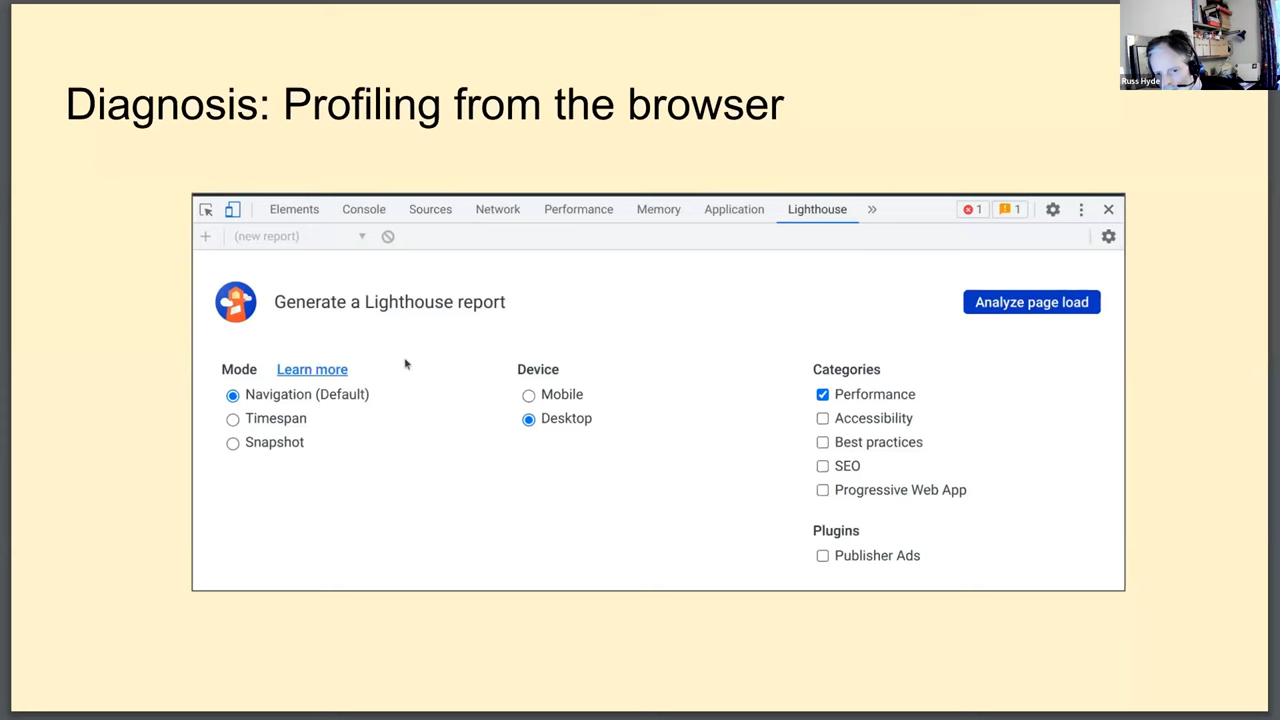 Russ Hyde
Diagnosis: Profiling from the browser
Elements Console Sources Network Performance Memory Application Lighthouse » 1 1
+ (new report)
Generate a Lighthouse report
Analyze page load
Mode Learn more Device Categories
Navigation (Default) Mobile Performance
Timespan Desktop Accessibility
Snapshot Best practices
SEO
Progressive Web App
Plugins
Publisher Ads